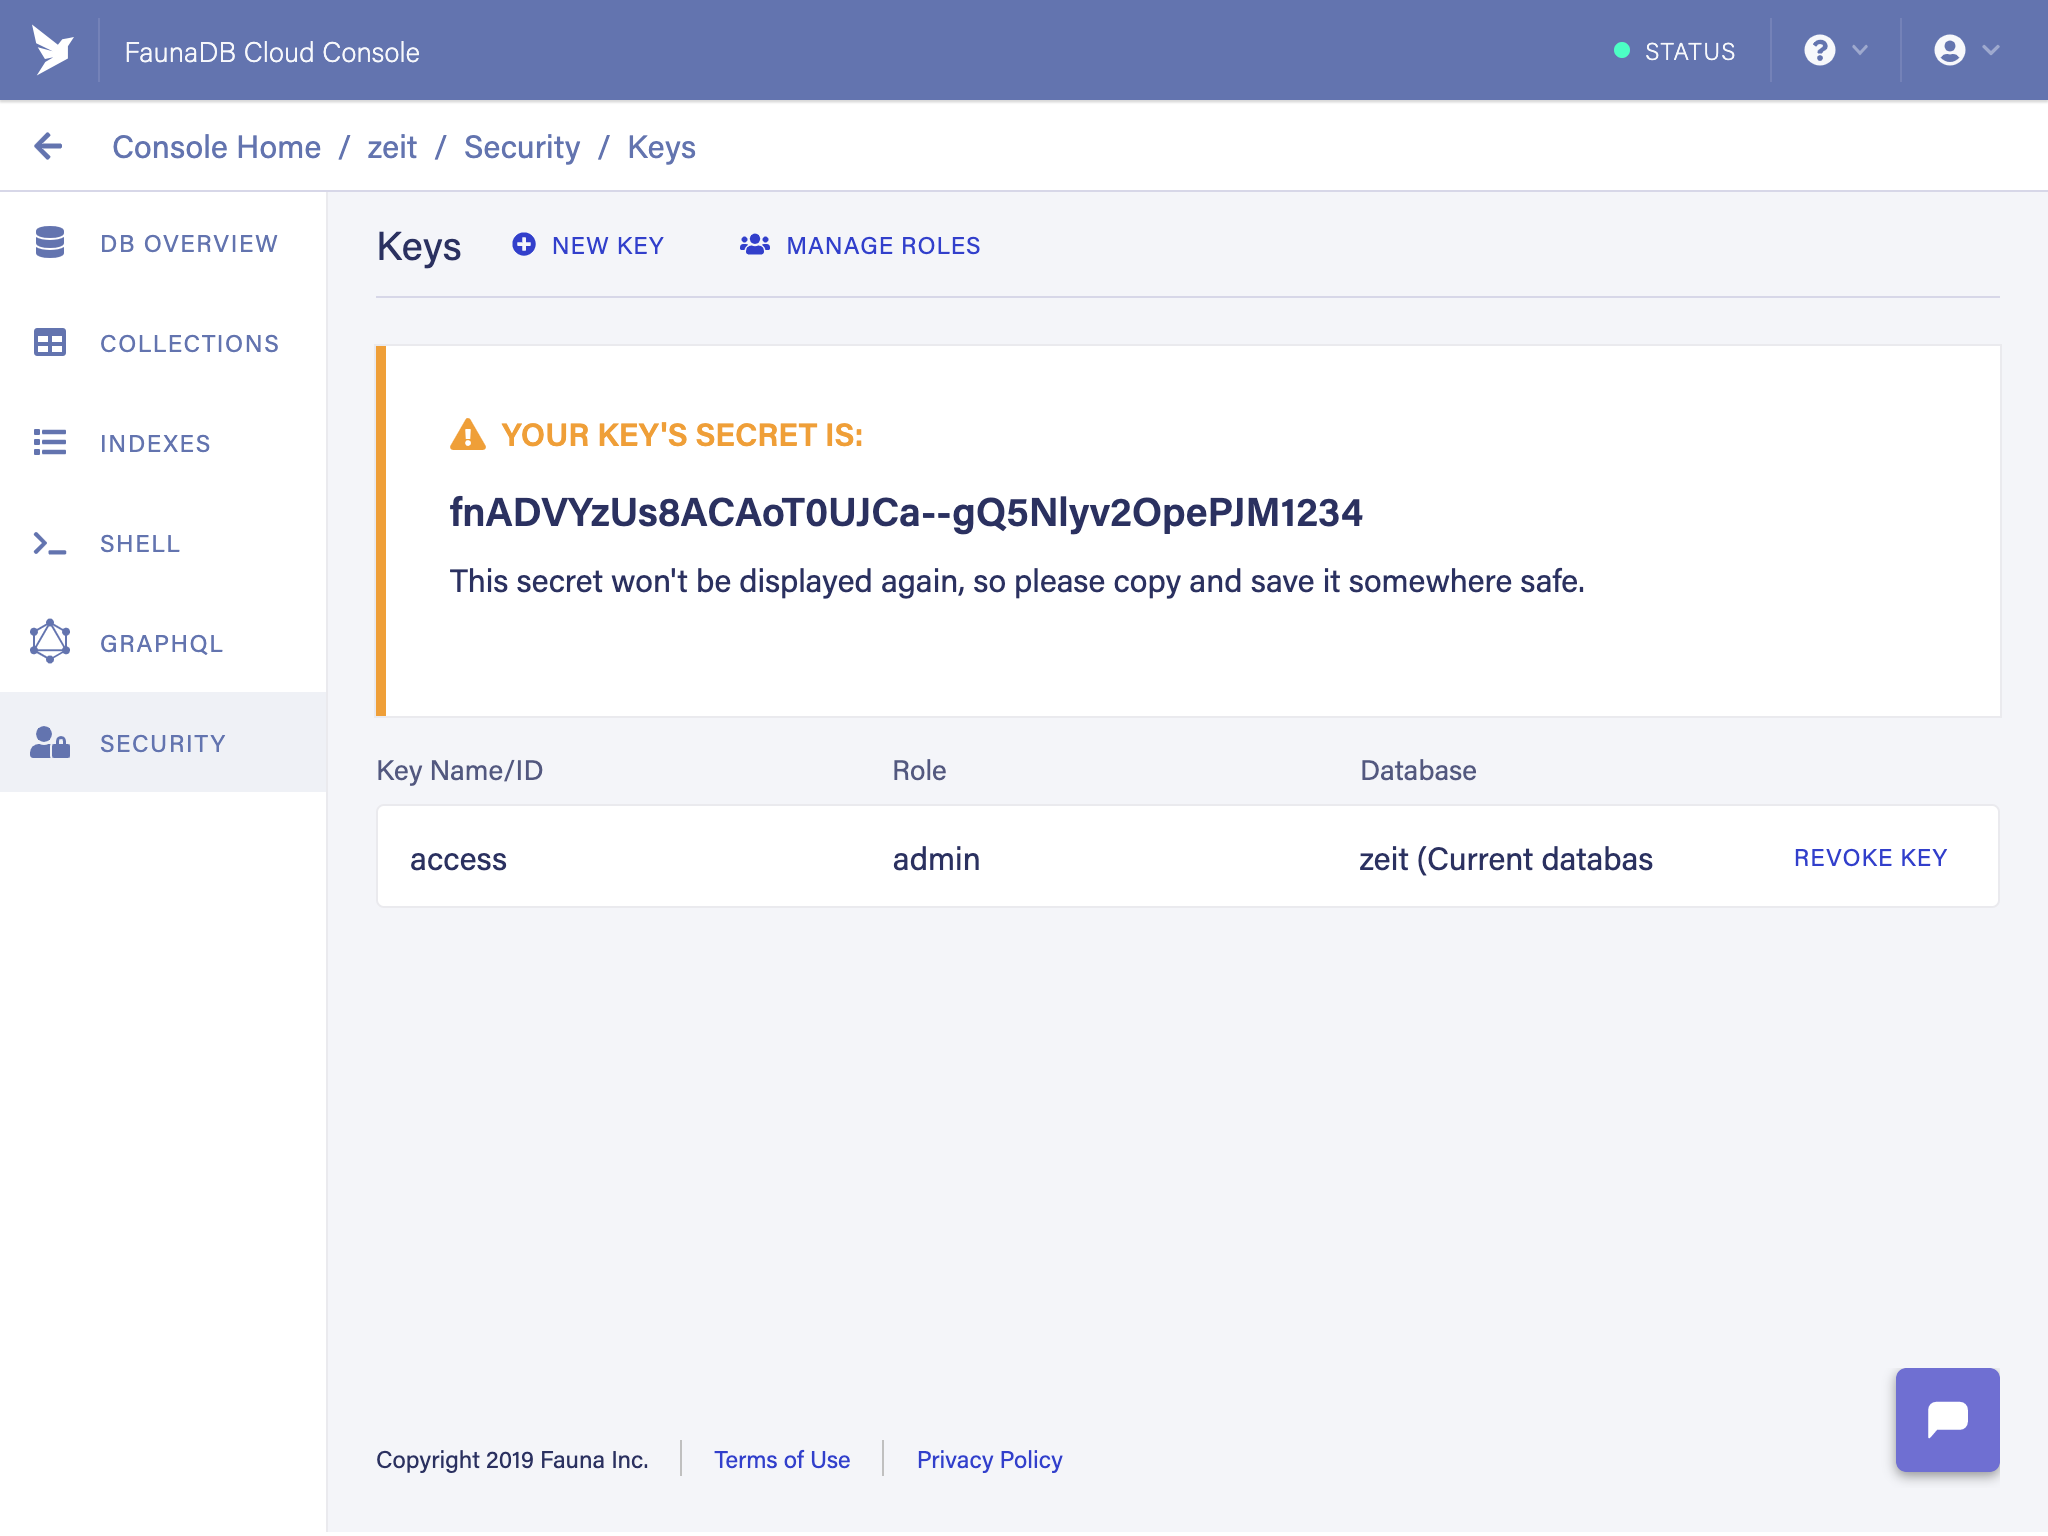 FaunaDB Cloud Console
STATUS
Console Home / zeit / Security / Keys
DB OVERVIEW
COLLECTIONS
INDEXES
SHELL
GRAPHQL
SECURITY
Keys
NEW KEY
MANAGE ROLES
YOUR KEY'S SECRET IS:
fnADVYzUs8ACAoT0UJCa--gQ5Nlyv2OpePJM1234
This secret won't be displayed again, so please copy and save it somewhere safe.
Key Name/ID Role Database
access admin zeit (Current databas REVOKE KEY
Copyright 2019 Fauna Inc. Terms of Use Privacy Policy